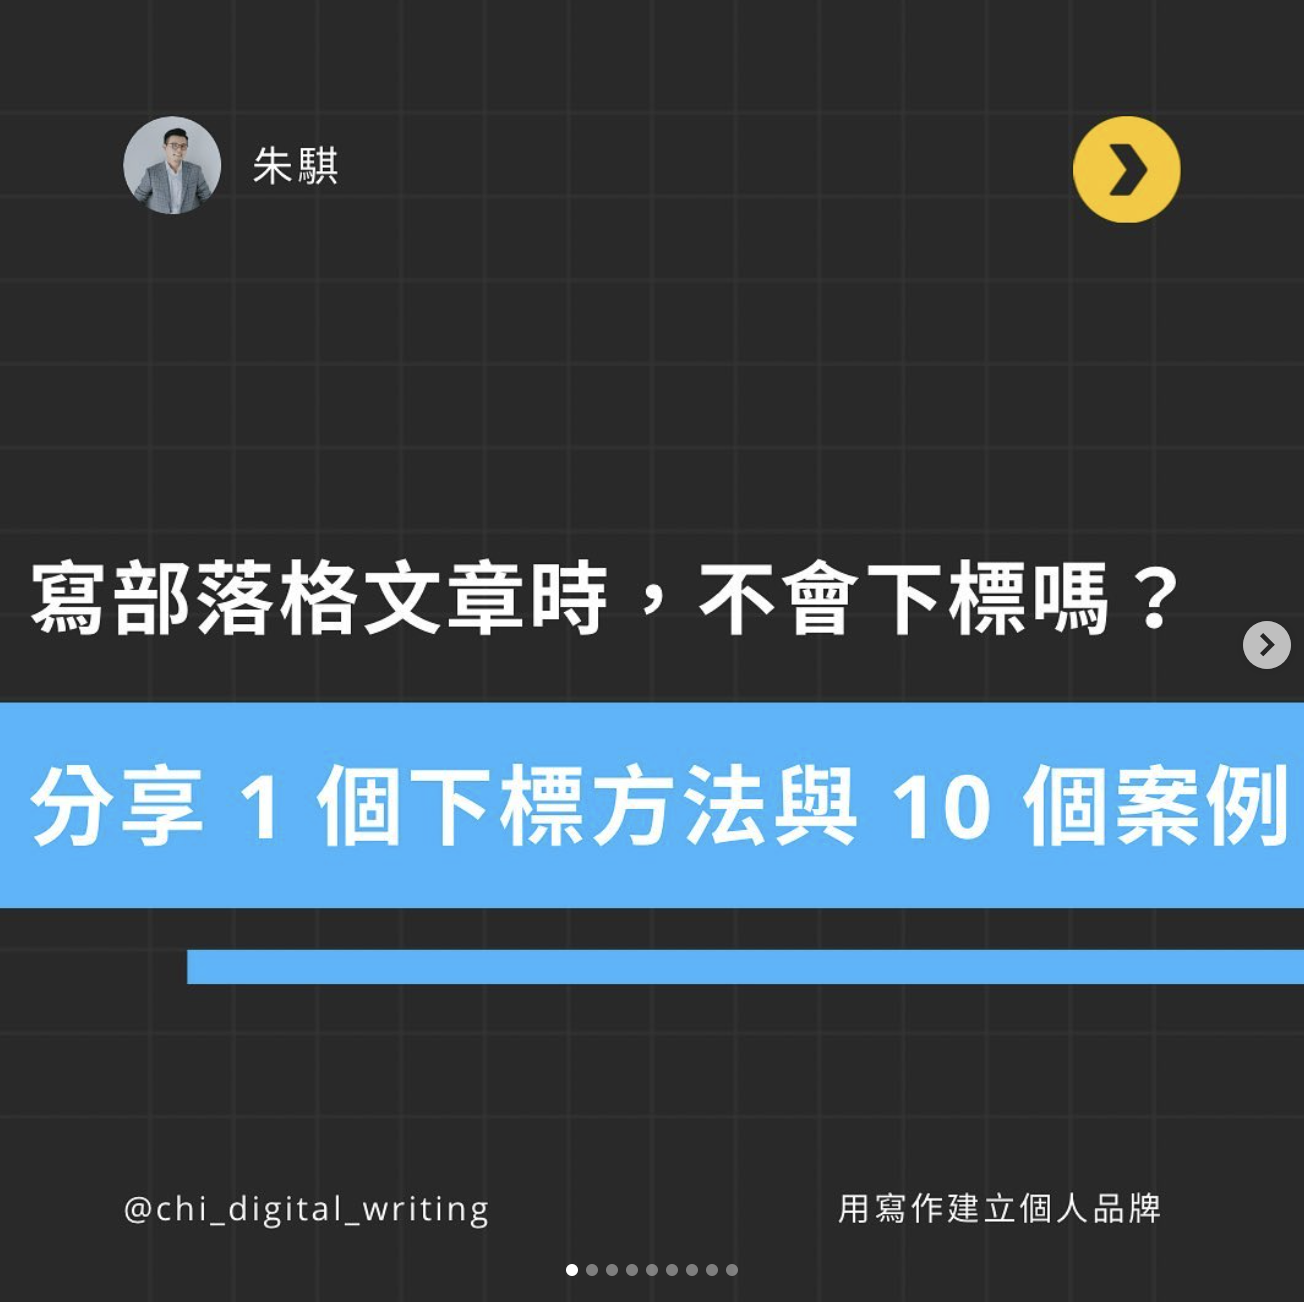 朱騏
寫部落格文章時，不會下標嗎？
分享 1 個下標方法與 10 個案例
@chi_digital_writing
用寫作建立個人品牌